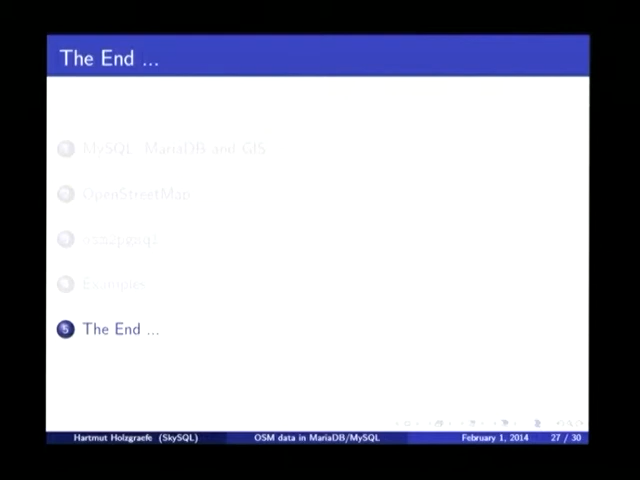 The End ...
MySQL, MariaDB and GIS
OpenStreetMap
Examples
5 The End ...
Hartmut Holzgraefe (SkySQL) OSM data in MariaDB/MySQL February 1, 2014 27 / 30